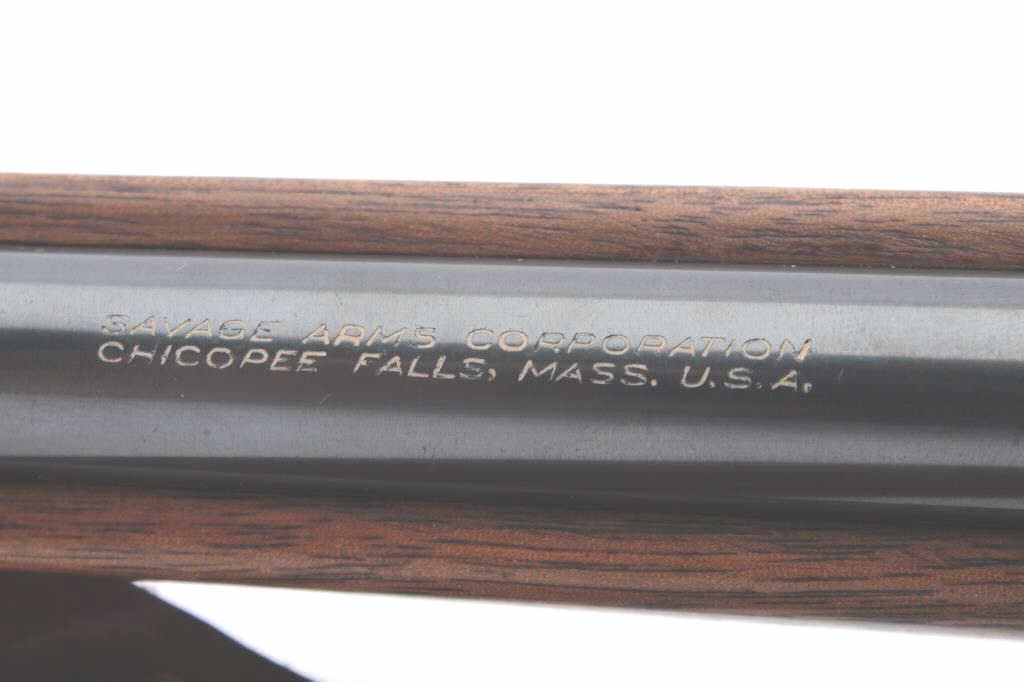 SAVAGE ARMS CORPORATION
CHICOPEE FALLS, MASS. U.S.A.